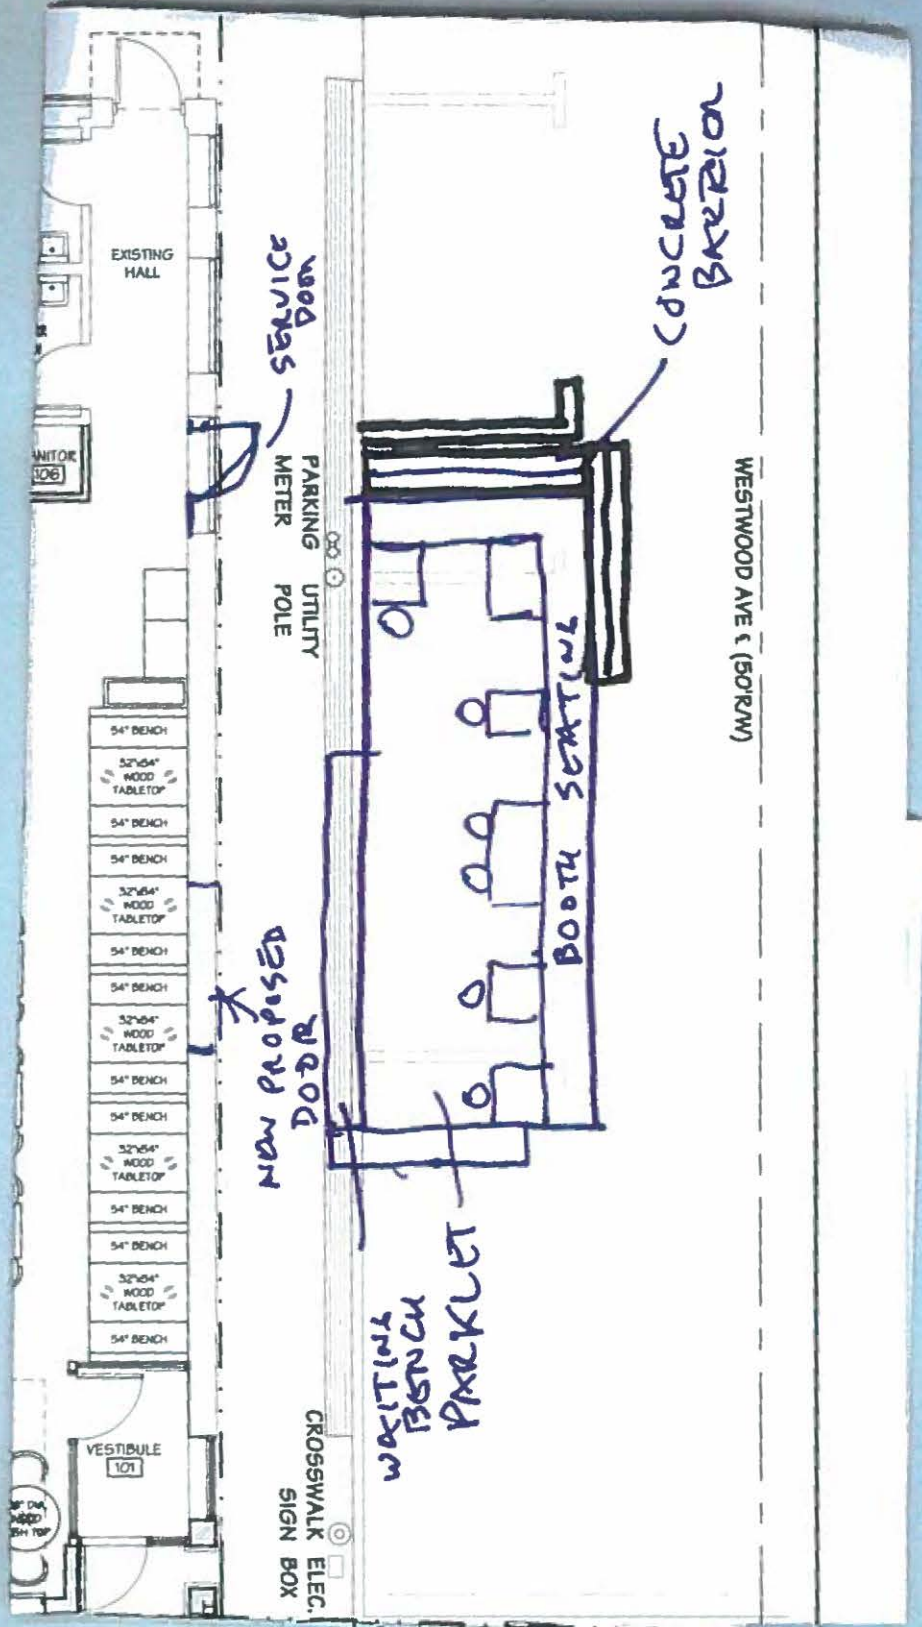 EXISTING
HALL
SERVICE
DOOR
CONCRETE
BARRIOR
ANITOR
106
PARKING
METER
UTILITY
POLE
WESTWOOD AVE ℄ (50'R/W)
BOOTH SEATING
54" BENCH
32"x54"
WOOD
TABLETOP
54" BENCH
54" BENCH
32"x54"
WOOD
TABLETOP
54" BENCH
54" BENCH
32"x54"
WOOD
TABLETOP
54" BENCH
54" BENCH
32"x54"
WOOD
TABLETOP
54" BENCH
54" BENCH
32"x54"
WOOD
TABLETOP
54" BENCH
NEW PROPOSED
DOOR
WAITING
BENCH
PARKLET
VESTIBULE
101
CROSSWALK
SIGN
ELEC.
BOX